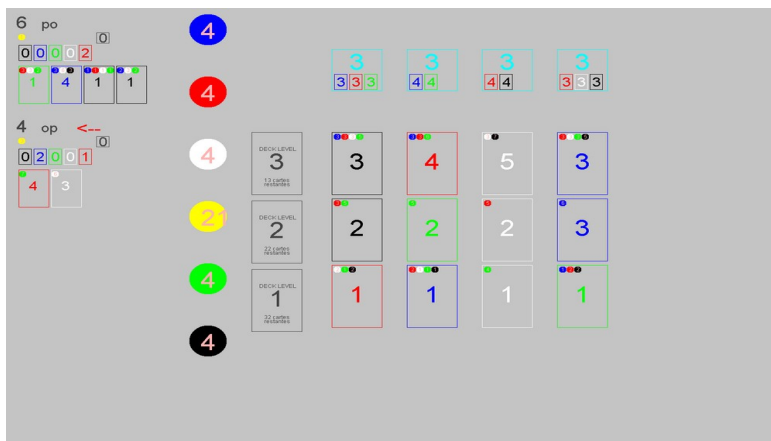 6 po
0
0 0 0 0 2
1 4 1 1
4 op <--
0
0 2 0 0 1
4 3
4
4
4
21
4
4
3 3 3 3
3 3 3 4 4 4 4 3 3 3
DECK LEVEL
3
13 cartes
restantes
3 4 5 3
DECK LEVEL
2
22 cartes
restantes
2 2 2 3
DECK LEVEL
1
32 cartes
restantes
1 1 1 1